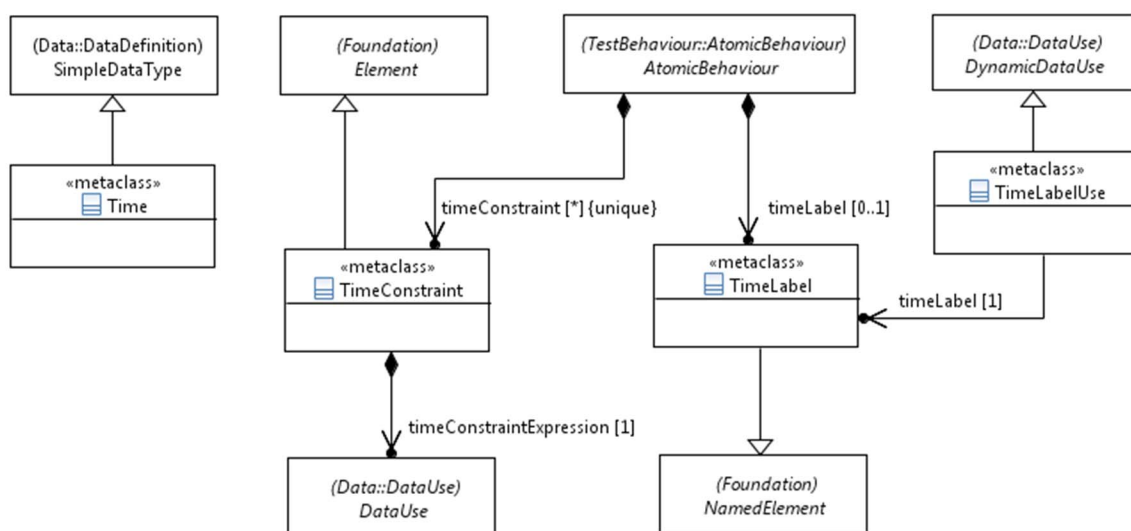 (Data::DataDefinition)
SimpleDataType
(Foundation)
Element
(TestBehaviour::AtomicBehaviour)
AtomicBehaviour
(Data::DataUse)
DynamicDataUse
«metaclass»
Time
«metaclass»
TimeLabelUse
timeConstraint [*] {unique}
timeLabel [0..1]
«metaclass»
TimeConstraint
«metaclass»
TimeLabel
timeLabel [1]
timeConstraintExpression [1]
(Data::DataUse)
DataUse
(Foundation)
NamedElement